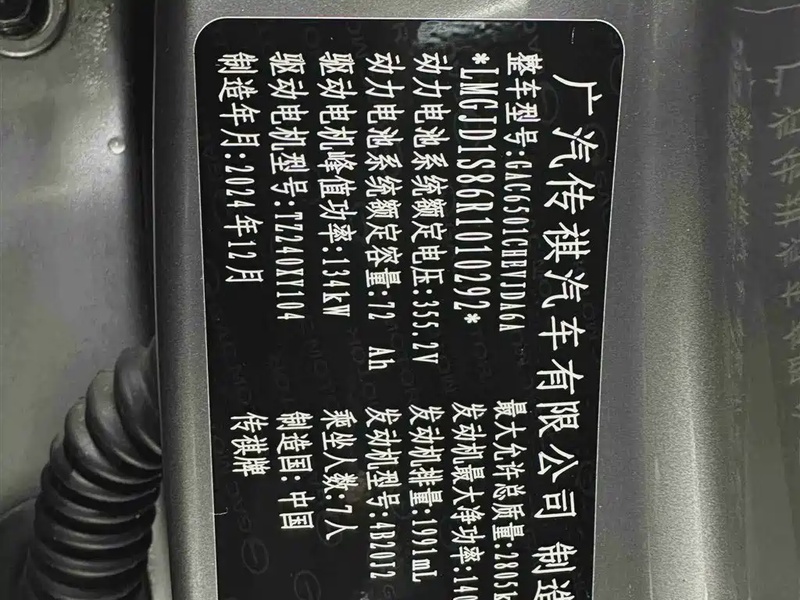 广汽传祺汽车有限公司 制造
整车型号:GAC6501CHEVJDA6A 最大允许总质量:2805k
*LMGJD1S86R1010292* 发动机最大净功率:140
动力电池系统额定电压:355.2V 发动机排量:1991mL
动力电池系统额定容量:72 Ah 发动机型号:4B20J2
驱动电机峰值功率:134kW 乘坐人数:7人
驱动电机型号:TZ240XY104 制造国:中国
制造年月:2024年12月 传祺牌